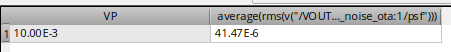 VP average(rms(v("/VOUT..._noise_ota:1/psf")))
1 10.00E-3 41.47E-6